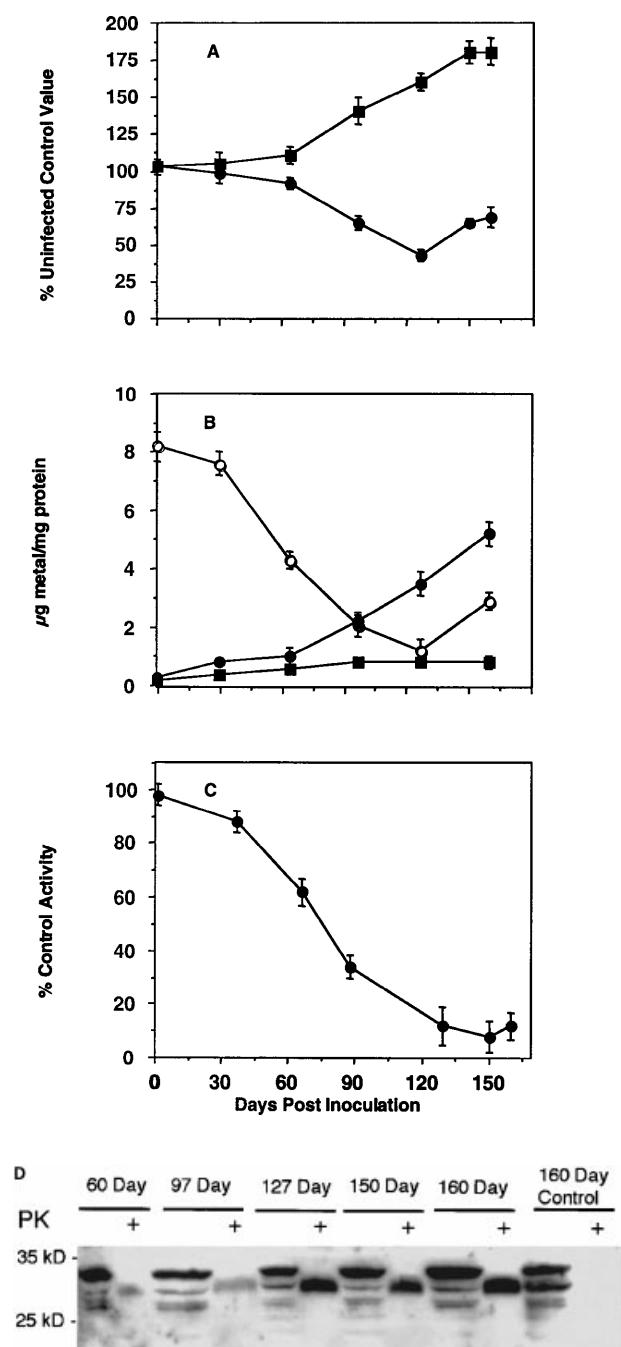 A
% Uninfected Control Value
200
175
150
125
100
75
50
25
0
B
µg metal/mg protein
10
8
6
4
2
0
C
% Control Activity
100
80
60
40
20
0
0 30 60 90 120 150
Days Post Inoculation
D
60 Day 97 Day 127 Day 150 Day 160 Day 160 Day Control
PK + + + + + +
35 kD -
25 kD -